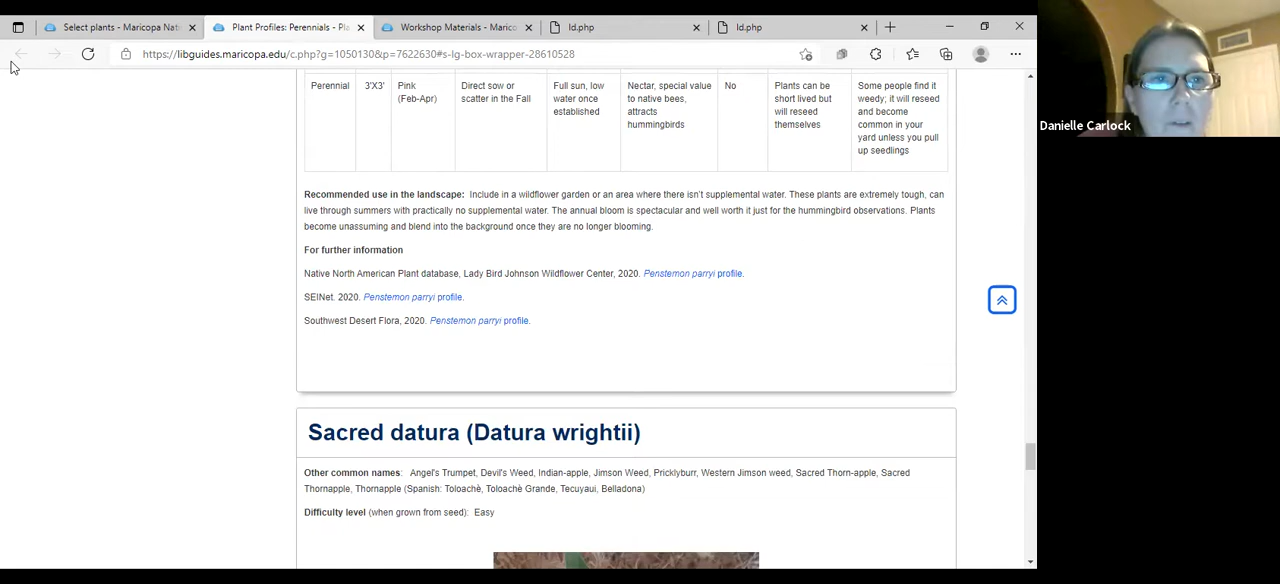 Select plants - Maricopa Nat
Plant Profiles: Perennials - Pla
Workshop Materials - Marico
ld.php
ld.php
https://libguides.maricopa.edu/c.php?g=1050130&p=7622630#s-lg-box-wrapper-28610528
Perennial 3'X3' Pink Direct sow or Full sun, low Nectar, special No Plants can be Some people find it
(Feb-Apr) scatter in the Fall water once value to native bees, short lived but weedy; it will reseed
established attracts will reseed and become
hummingbirds themselves common in your
yard unless you pull
up seedlings
Danielle Carlock
Recommended use in the landscape: Include in a wildflower garden or an area where there isn't supplemental water. These plants are extremely tough, can
live through summers with practically no supplemental water. The annual bloom is spectacular and well worth it just for the hummingbird observations. Plants
become unassuming and blend into the background once they are no longer blooming.
For further information
Native North American Plant database, Lady Bird Johnson Wildflower Center, 2020. Penstemon parryi profile.
SEINet. 2020. Penstemon parryi profile.
Southwest Desert Flora, 2020. Penstemon parryi profile.
Sacred datura (Datura wrightii)
Other common names: Angel's Trumpet, Devil's Weed, Indian-apple, Jimson Weed, Pricklyburr, Western Jimson weed, Sacred Thorn-apple, Sacred
Thornapple, Thornapple (Spanish: Toloachè, Toloachè Grande, Tecuyaui, Belladona)
Difficulty level (when grown from seed): Easy